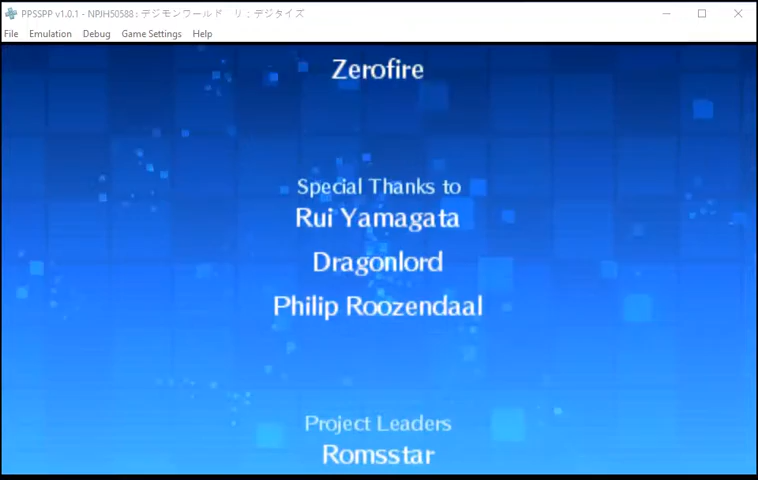 PPSSPP v1.0.1 - NPJH50588: デジモンワールド リ:デジタイズ
File Emulation Debug Game Settings Help
Zerofire
Special Thanks to
Rui Yamagata
Dragonlord
Philip Roozendaal
Project Leaders
Romsstar